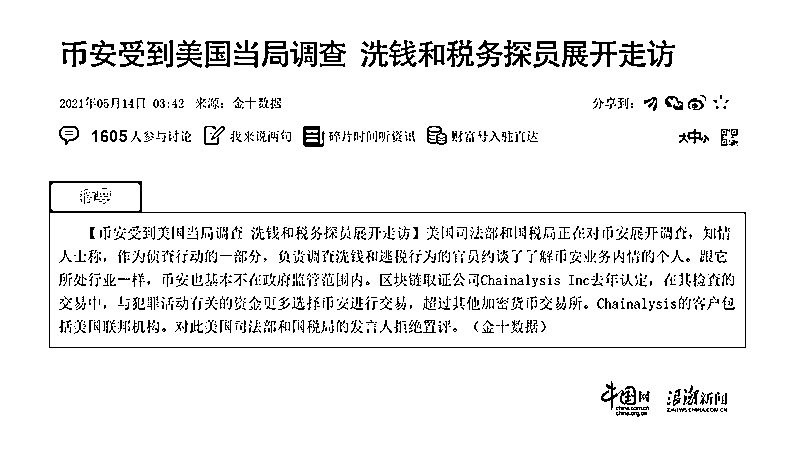 币安受到美国当局调查 洗钱和税务探员展开走访
2021年05月14日 03:42 来源：金十数据 分享到：
1605人参与讨论 我来说两句 碎片时间听资讯 财富号入驻直达 大中小
摘要
【币安受到美国当局调查 洗钱和税务探员展开走访】美国司法部和国税局正在对币安展开调查，知情
人士称，作为侦查行动的一部分，负责调查洗钱和逃税行为的官员约谈了了解币安业务内情的个人。跟它
所处行业一样，币安也基本不在政府监管范围内。区块链取证公司Chainalysis Inc去年认定，在其检查的
交易中，与犯罪活动有关的资金更多选择币安进行交易，超过其他加密货币交易所。Chainalysis的客户包
括美国联邦机构。对此美国司法部和国税局的发言人拒绝置评。（金十数据）
中国网 浪潮新闻
china.com.cn
china.org.cn